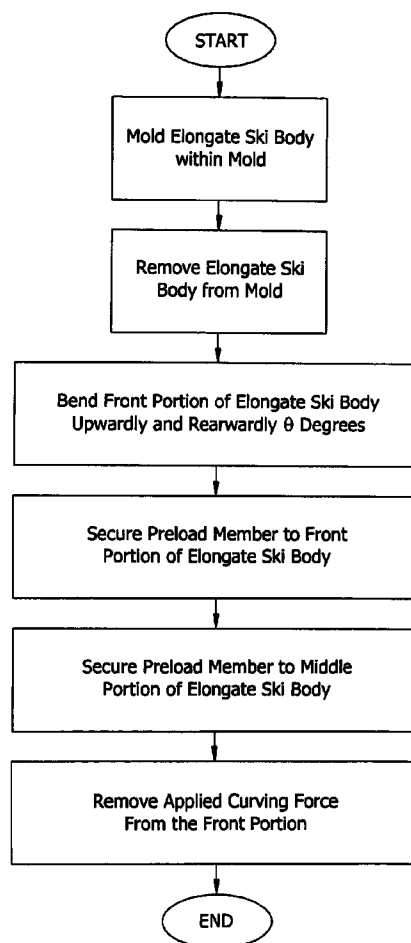 START
Mold Elongate Ski Body
within Mold
Remove Elongate Ski
Body from Mold
Bend Front Portion of Elongate Ski Body
Upwardly and Rearwardly θ Degrees
Secure Preload Member to Front
Portion of Elongate Ski Body
Secure Preload Member to Middle
Portion of Elongate Ski Body
Remove Applied Curving Force
From the Front Portion
END